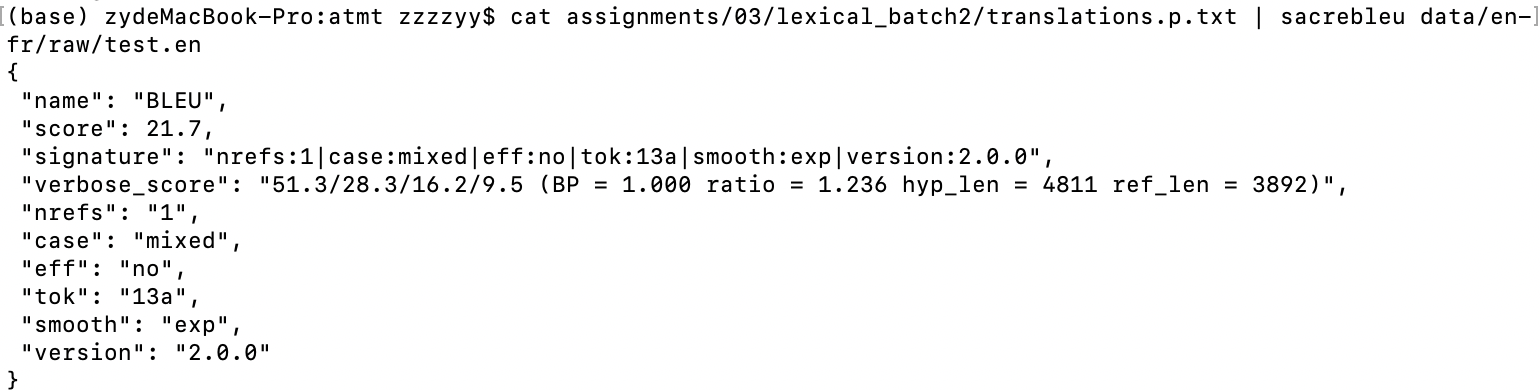 [(base) zydeMacBook-Pro:atmt zzzzyy$ cat assignments/03/lexical_batch2/translations.p.txt | sacrebleu data/en-]
fr/raw/test.en
{
 "name": "BLEU",
 "score": 21.7,
 "signature": "nrefs:1|case:mixed|eff:no|tok:13a|smooth:exp|version:2.0.0",
 "verbose_score": "51.3/28.3/16.2/9.5 (BP = 1.000 ratio = 1.236 hyp_len = 4811 ref_len = 3892)",
 "nrefs": "1",
 "case": "mixed",
 "eff": "no",
 "tok": "13a",
 "smooth": "exp",
 "version": "2.0.0"
}